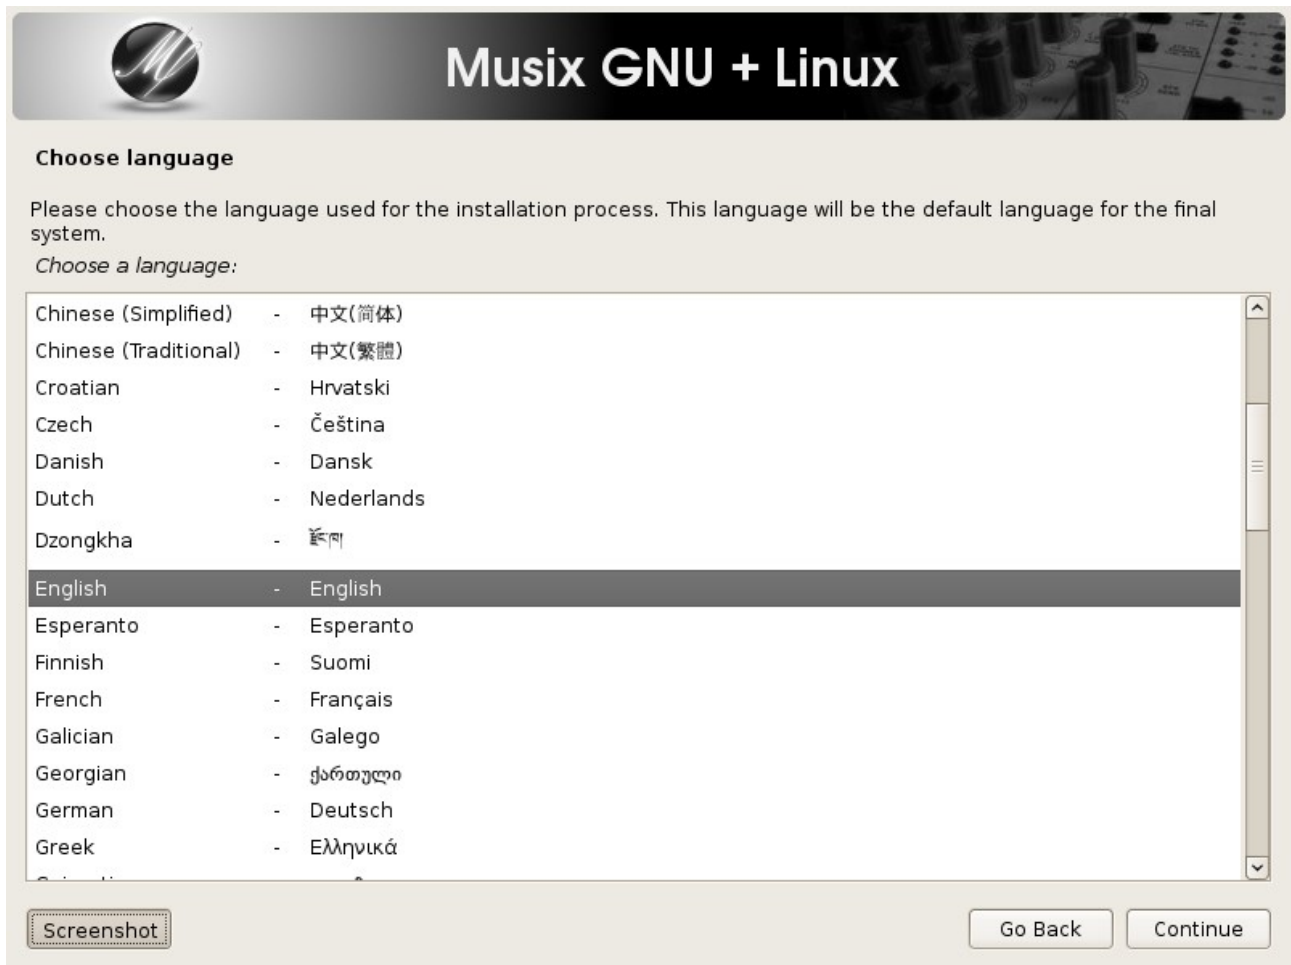 Musix GNU + Linux
Choose language
Please choose the language used for the installation process. This language will be the default language for the final
system.
Choose a language:
Chinese (Simplified) - 中文(简体)
Chinese (Traditional) - 中文(繁體)
Croatian - Hrvatski
Czech - Čeština
Danish - Dansk
Dutch - Nederlands
Dzongkha - རྫོང་ཁ།
English - English
Esperanto - Esperanto
Finnish - Suomi
French - Français
Galician - Galego
Georgian - ქართული
German - Deutsch
Greek - Ελληνικά
Screenshot
Go Back
Continue